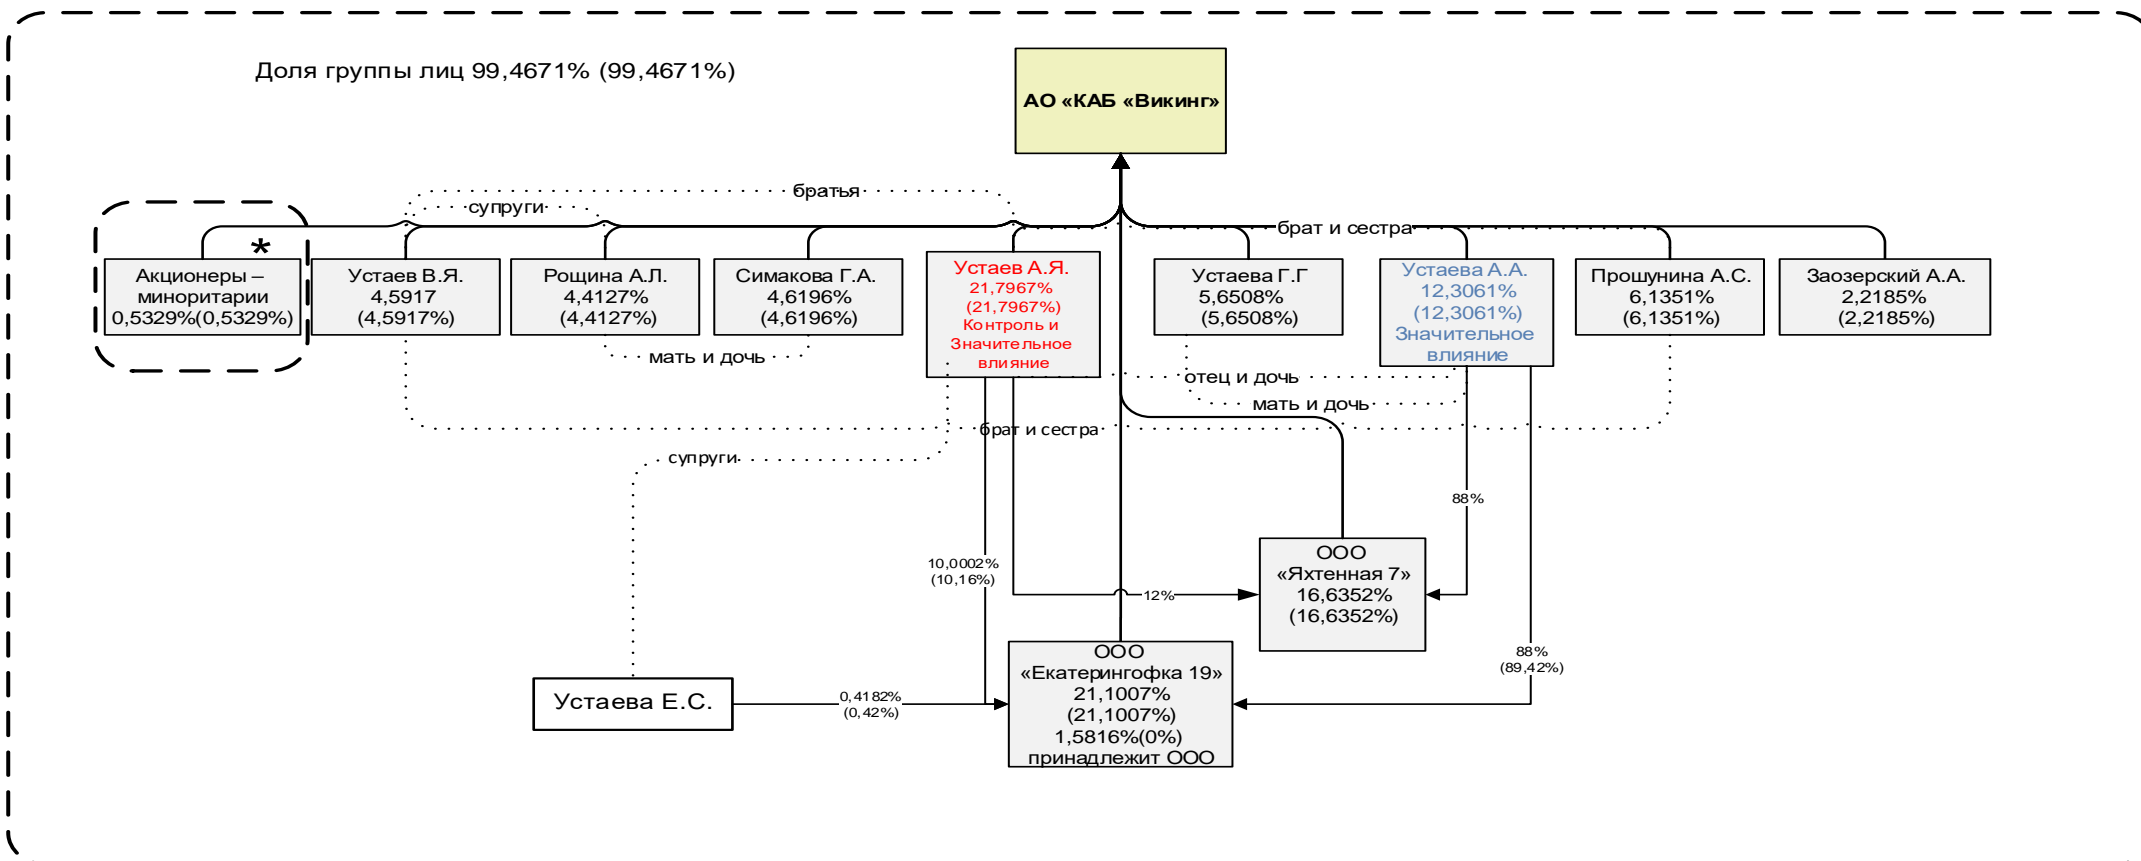 Доля группы лиц 99,4671% (99,4671%)
АО «КАБ «Викинг»
братья
супруги
брат и сестра
*
Акционеры –
миноритарии
0,5329%(0,5329%)
Устаев В.Я.
4,5917
(4,5917%)
Рощина А.Л.
4,4127%
(4,4127%)
Симакова Г.А.
4,6196%
(4,6196%)
Устаев А.Я.
21,7967%
(21,7967%)
Контроль и
Значительное
влияние
Устаева Г.Г
5,6508%
(5,6508%)
Устаева А.А.
12,3061%
(12,3061%)
Значительное
влияние
Прошунина А.С.
6,1351%
(6,1351%)
Заозерский А.А.
2,2185%
(2,2185%)
мать и дочь
отец и дочь
мать и дочь
брат и сестра
супруги
88%
10,0002%
(10,16%)
12%
ООО
«Яхтенная 7»
16,6352%
(16,6352%)
88%
(89,42%)
Устаева Е.С.
0,4182%
(0,42%)
ООО
«Екатерингофка 19»
21,1007%
(21,1007%)
1,5816%(0%)
принадлежит ООО